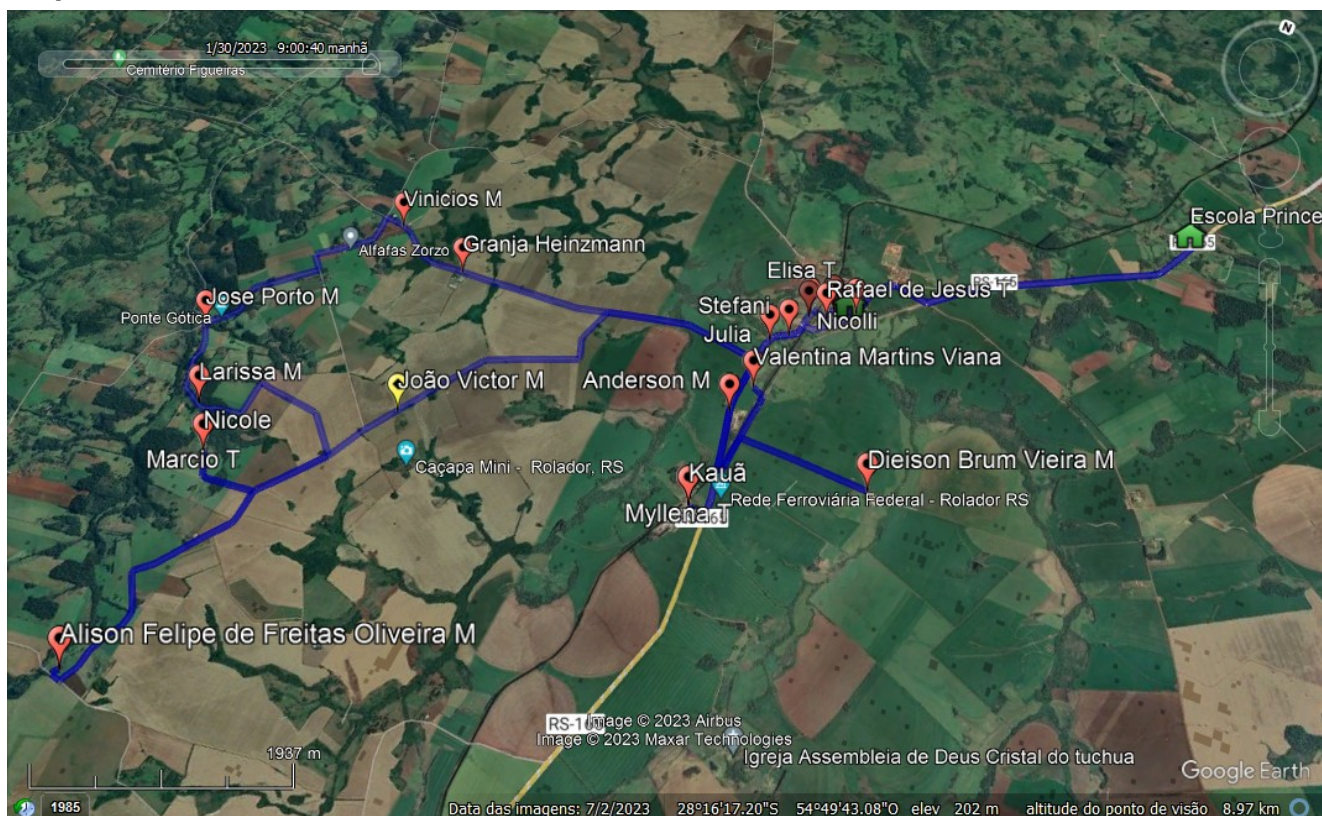 1/30/2023 9:00:40 manhã
Cemitério Figueiras
N
Vinicios M
Escola Prince
Alfafas Zorzo
Granja Heinzmann
Elisa T
Jose Porto M
Rafael de Jesus T
RS-165
Ponte Gótica
Stefani
Nicolli
Julia
Valentina Martins Viana
Larissa M
João Victor M
Anderson M
Nicole
Marcio T
Caçapa Mini - Rolador, RS
Dieison Brum Vieira M
Kauã
Rede Ferroviária Federal - Rolador RS
Myllena T
Alison Felipe de Freitas Oliveira M
Image © 2023 Airbus
Image © 2023 Maxar Technologies
1937 m
Igreja Assembleia de Deus Cristal do tuchua
Google Earth
1985
Data das imagens: 7/2/2023 28°16'17.20"S 54°49'43.08"O elev 202 m altitude do ponto de visão 8.97 km